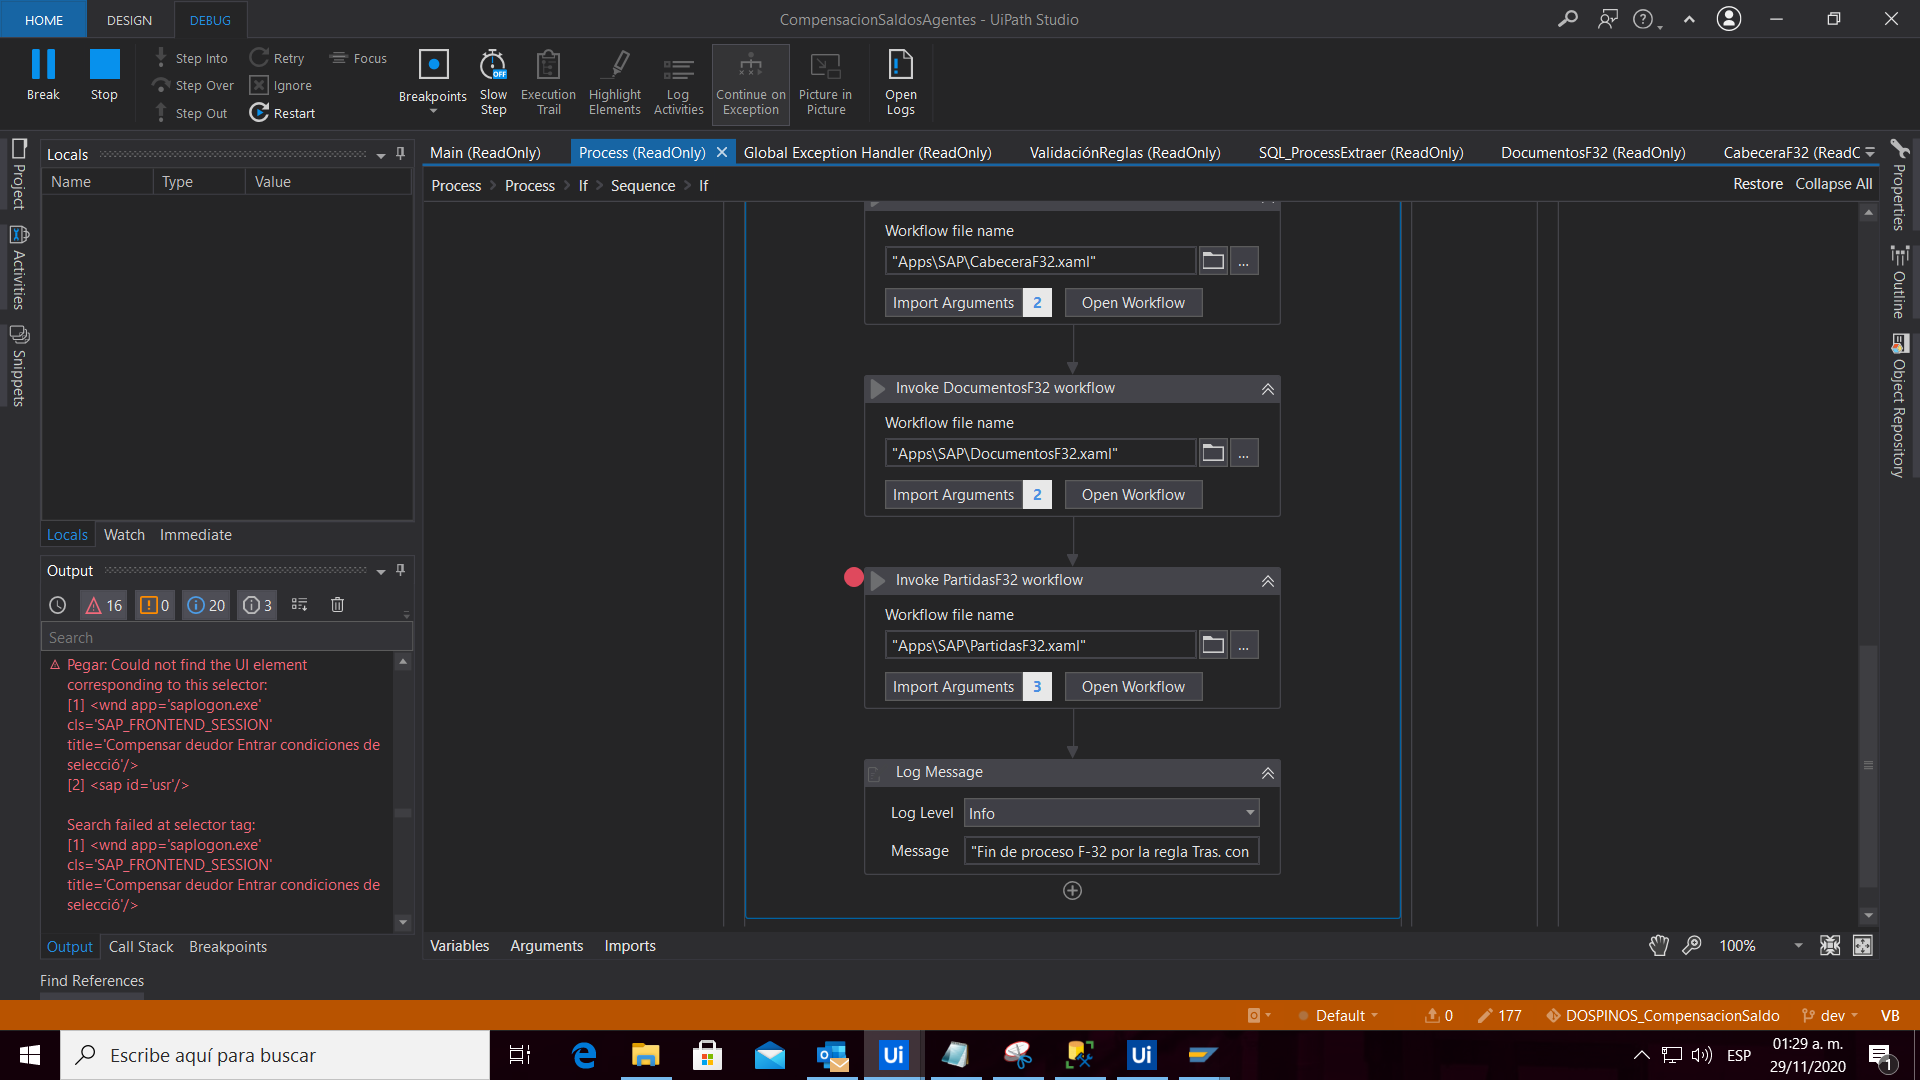 HOME
DESIGN
DEBUG
CompensacionSaldosAgentes - UiPath Studio
Break
Stop
Step Into
Step Over
Step Out
Retry
Ignore
Restart
Focus
Breakpoints
Slow Step
OFF
Execution Trail
Highlight Elements
Log Activities
Continue on Exception
Picture in Picture
Open Logs
Project
Activities
Snippets
Locals
Name
Type
Value
Locals
Watch
Immediate
Output
16
0
20
3
Search
Pegar: Could not find the UI element
corresponding to this selector:
[1] <wnd app='saplogon.exe'
cls='SAP_FRONTEND_SESSION'
title='Compensar deudor Entrar condiciones de
selecció'/>
[2] <sap id='usr'/>
Search failed at selector tag:
[1] <wnd app='saplogon.exe'
cls='SAP_FRONTEND_SESSION'
title='Compensar deudor Entrar condiciones de
selecció'/>
Output
Call Stack
Breakpoints
Find References
Main (ReadOnly)
Process (ReadOnly)
Global Exception Handler (ReadOnly)
ValidaciónReglas (ReadOnly)
SQL_ProcessExtraer (ReadOnly)
DocumentosF32 (ReadOnly)
CabeceraF32 (ReadC
Process
Process
If
Sequence
If
Restore
Collapse All
Workflow file name
"Apps\SAP\CabeceraF32.xaml"
...
Import Arguments 2
Open Workflow
Invoke DocumentosF32 workflow
Workflow file name
"Apps\SAP\DocumentosF32.xaml"
...
Import Arguments 2
Open Workflow
Invoke PartidasF32 workflow
Workflow file name
"Apps\SAP\PartidasF32.xaml"
...
Import Arguments 3
Open Workflow
Log Message
Log Level
Info
Message
"Fin de proceso F-32 por la regla Tras. con
Variables
Arguments
Imports
100%
Properties
Outline
Object Repository
Default
0
177
DOSPINOS_CompensacionSaldo
dev
VB
Escribe aquí para buscar
Ui
Ui
ESP
01:29 a. m.
29/11/2020
1